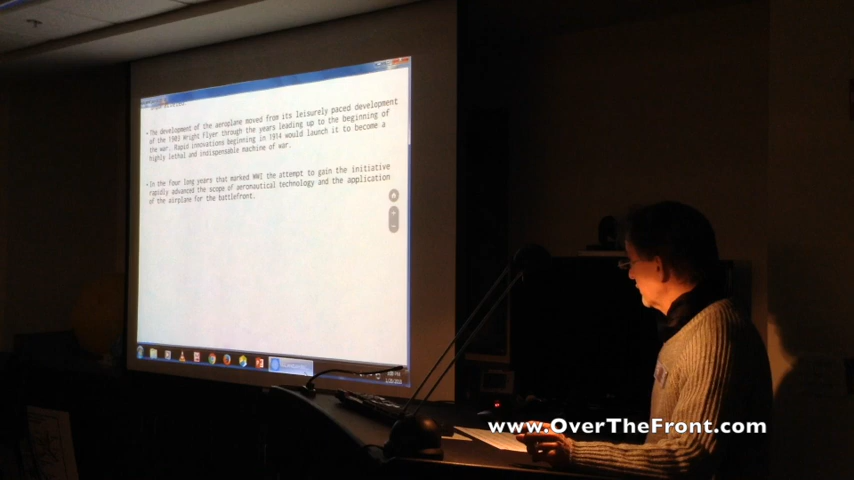 • The development of the aeroplane moved from its leisurely paced development
of the 1903 Wright Flyer through the years leading up to the beginning of
the war. Rapid innovations beginning in 1914 would launch it to become a
highly lethal and indispensable machine of war.
• In the four long years that marked WWI the attempt to gain the initiative
rapidly advanced the scope of aeronautical technology and the application
of the airplane for the battlefront.
www.OverTheFront.com